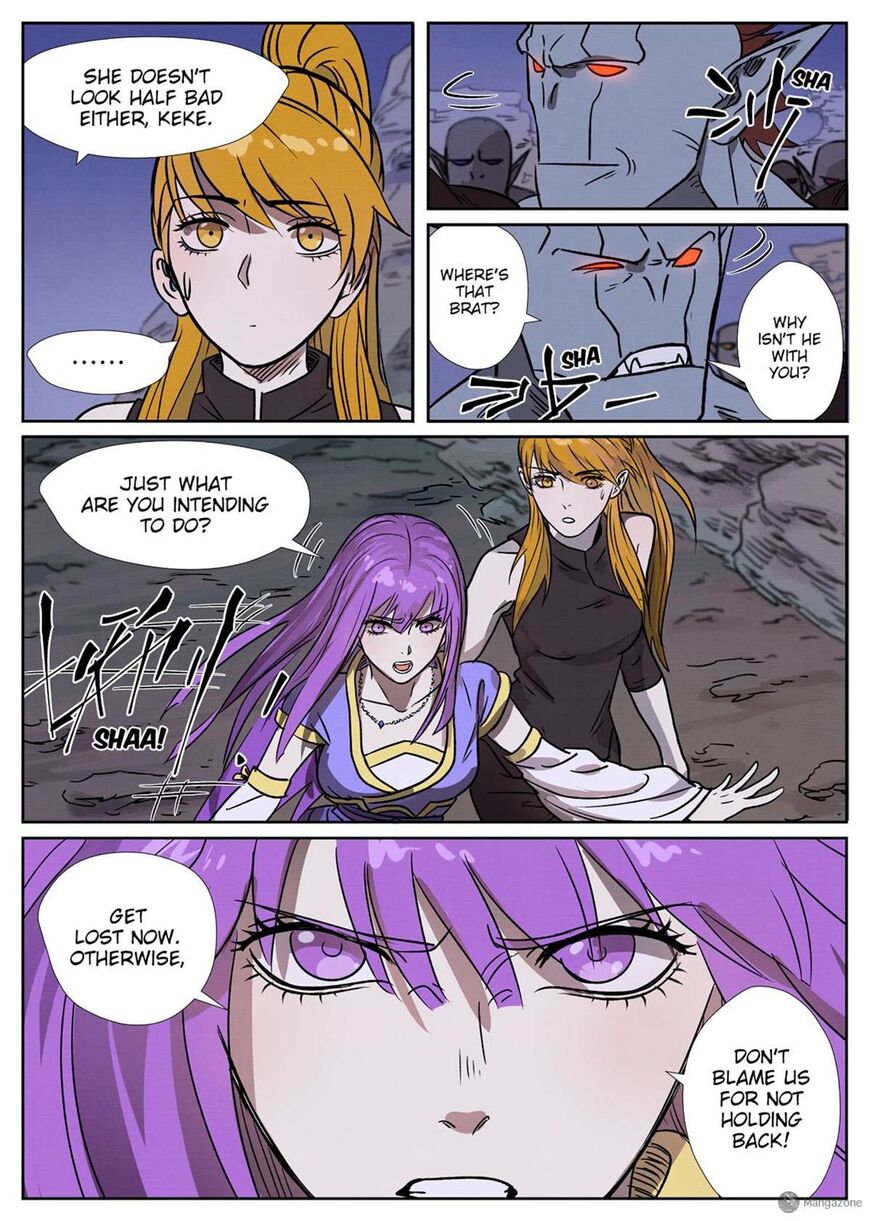 SHE DOESN'T
LOOK HALF BAD
EITHER, KEKE.
......
SHA
WHERE'S
THAT
BRAT?
SHA
WHY
ISN'T HE
WITH
YOU?
JUST WHAT
ARE YOU INTENDING
TO DO?
SHAA!
GET
LOST NOW.
OTHERWISE,
DON'T
BLAME US
FOR NOT
HOLDING
BACK!
Mangazone